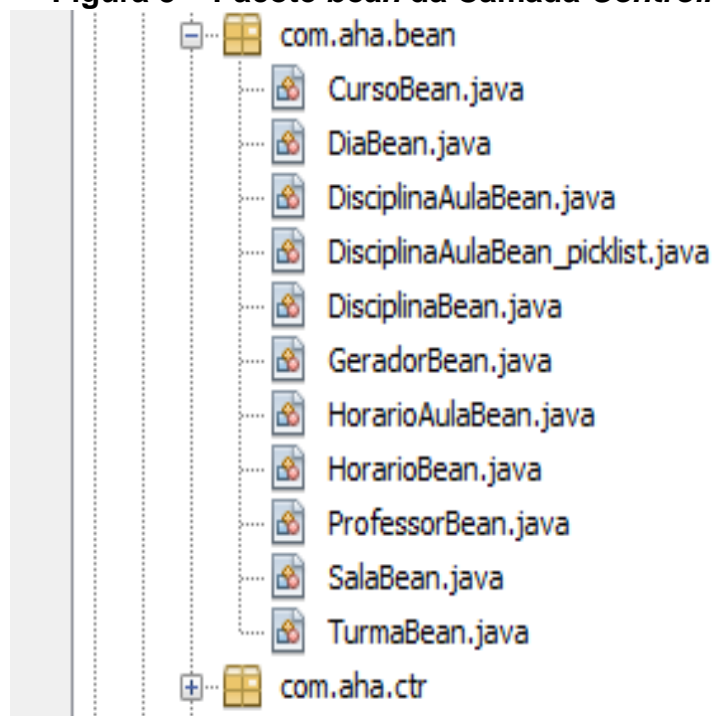 com.aha.bean
CursoBean.java
DiaBean.java
DisciplinaAulaBean.java
DisciplinaAulaBean_picklist.java
DisciplinaBean.java
GeradorBean.java
HorarioAulaBean.java
HorarioBean.java
ProfessorBean.java
SalaBean.java
TurmaBean.java
com.aha.ctr